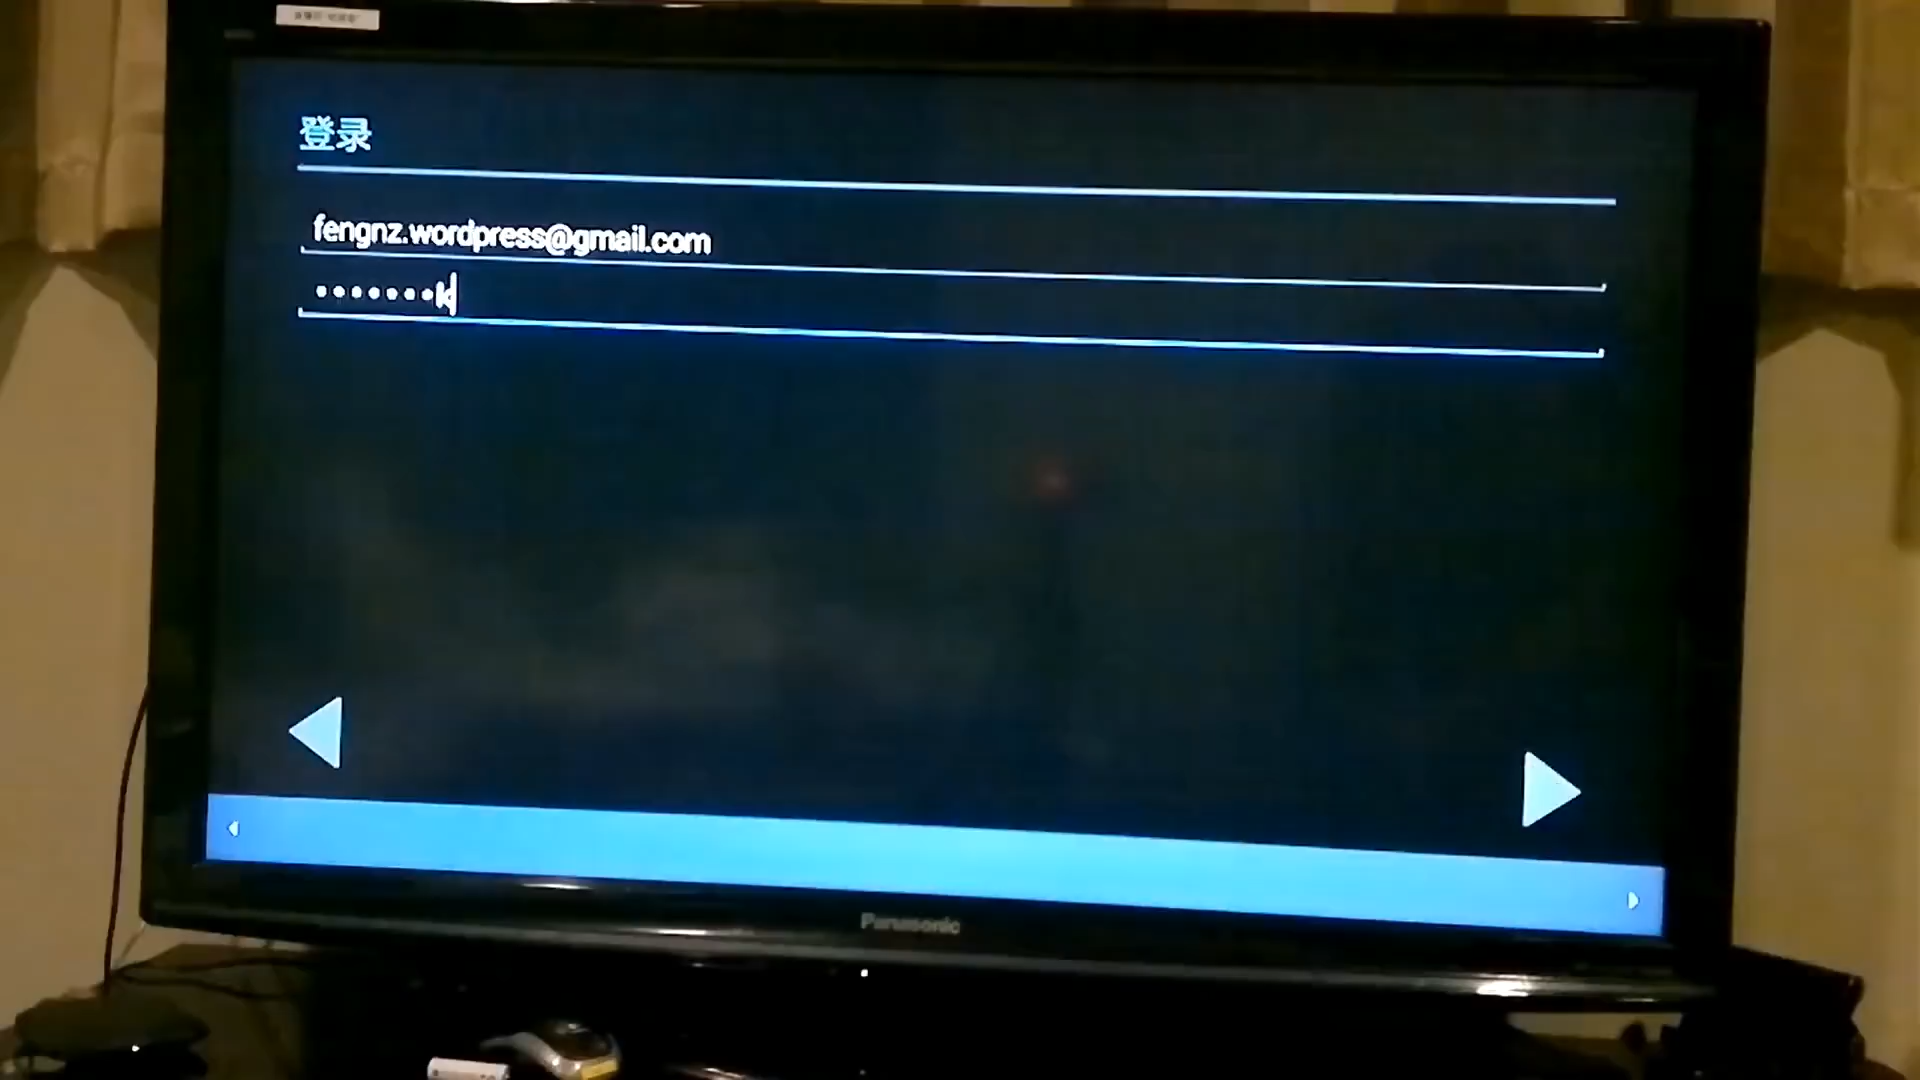 登录
fengnz.wordpress@gmail.com
•••••••k
Panasonic